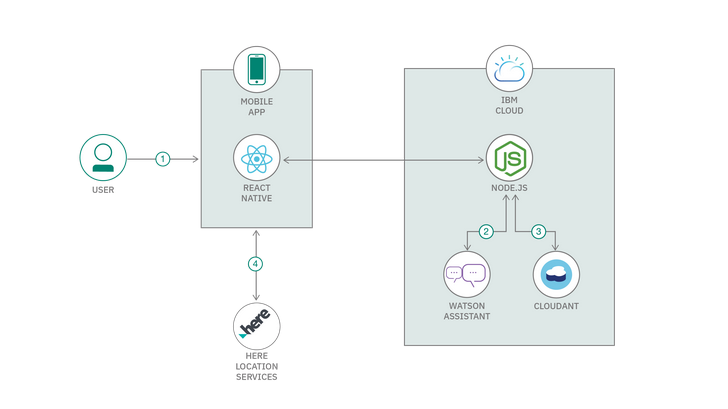 MOBILE
APP
IBM
CLOUD
1
USER
REACT
NATIVE
JS
NODE.JS
2
3
4
WATSON
ASSISTANT
CLOUDANT
here
HERE
LOCATION
SERVICES